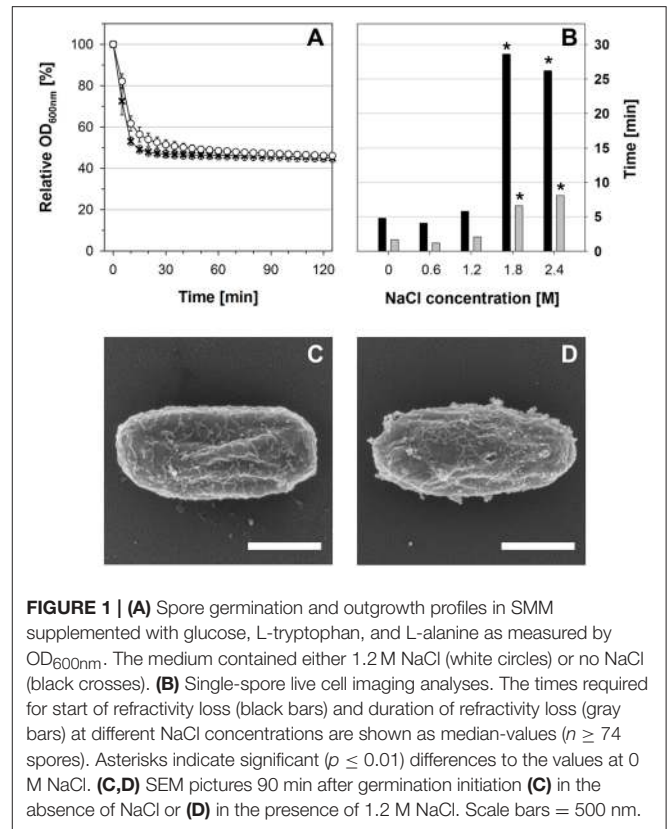 A
B
Relative OD600nm [%]
100
80
60
40
20
0
0 30 60 90 120
Time [min]
30
25
20
15
10
5
0
Time [min]
* * * *
0 0.6 1.2 1.8 2.4
NaCl concentration [M]
C
D
FIGURE 1 | (A) Spore germination and outgrowth profiles in SMM
supplemented with glucose, L-tryptophan, and L-alanine as measured by
OD600nm. The medium contained either 1.2 M NaCl (white circles) or no NaCl
(black crosses). (B) Single-spore live cell imaging analyses. The times required
for start of refractivity loss (black bars) and duration of refractivity loss (gray
bars) at different NaCl concentrations are shown as median-values (n ≥ 74
spores). Asterisks indicate significant (p ≤ 0.01) differences to the values at 0
M NaCl. (C,D) SEM pictures 90 min after germination initiation (C) in the
absence of NaCl or (D) in the presence of 1.2 M NaCl. Scale bars = 500 nm.